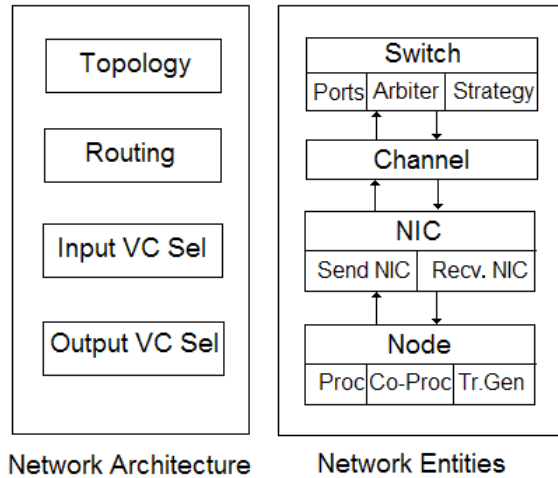 Topology
Routing
Input VC Sel
Output VC Sel
Network Architecture
Switch
Ports Arbiter Strategy
Channel
NIC
Send NIC Recv. NIC
Node
Proc Co-Proc Tr.Gen
Network Entities